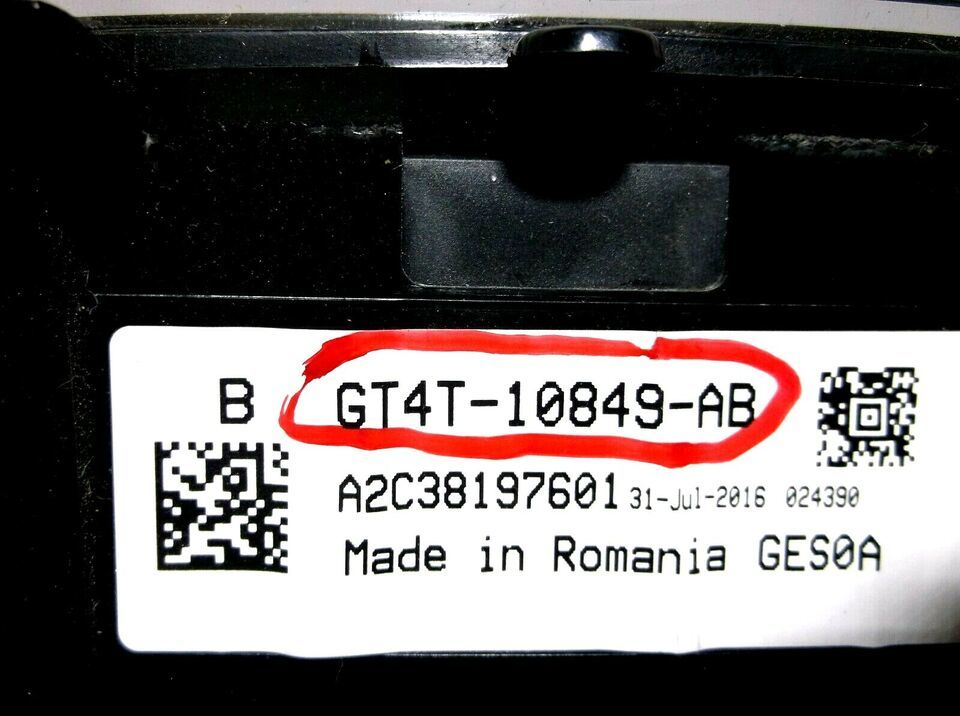 B GT4T-10849-AB
A2C38197601 31-Jul-2016 024390
Made in Romania GES0A